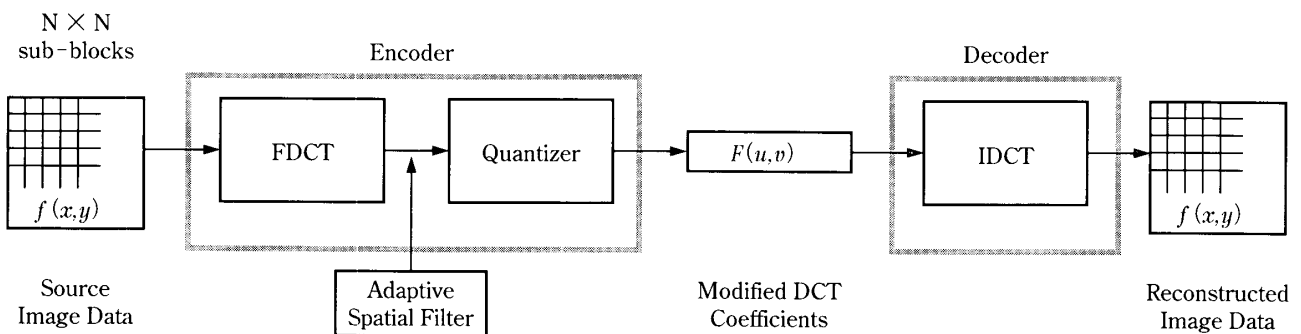 N × N
sub-blocks
Encoder
Decoder
FDCT
Quantizer
F(u,v)
IDCT
f(x,y)
f(x,y)
Source
Image Data
Adaptive
Spatial Filter
Modified DCT
Coefficients
Reconstructed
Image Data